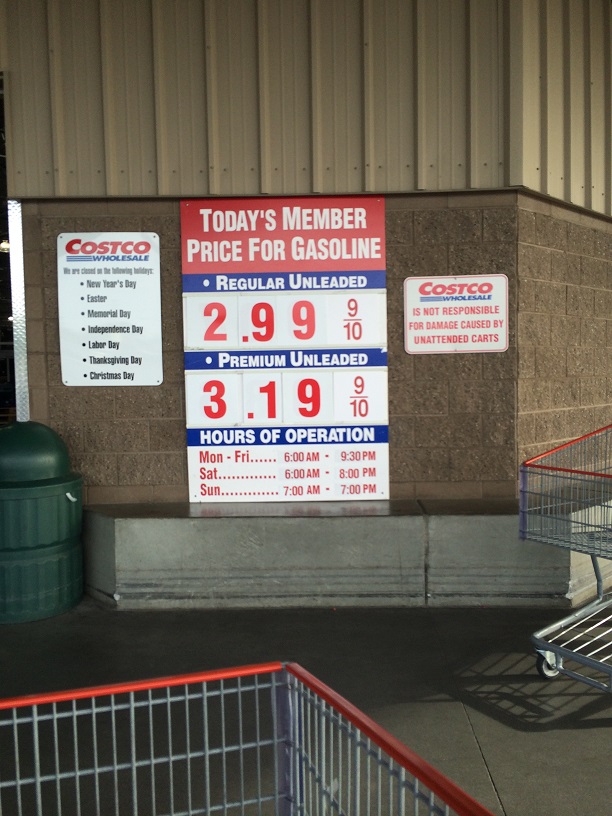 COSTCO
WHOLESALE
We are closed on the following holidays:
• New Year's Day
• Easter
• Memorial Day
• Independence Day
• Labor Day
• Thanksgiving Day
• Christmas Day
TODAY'S MEMBER
PRICE FOR GASOLINE
• REGULAR UNLEADED
2.99 9/10
• PREMIUM UNLEADED
3.19 9/10
HOURS OF OPERATION
Mon - Fri...... 6:00 AM - 9:30 PM
Sat............. 6:00 AM - 8:00 PM
Sun............. 7:00 AM - 7:00 PM
COSTCO
WHOLESALE
IS NOT RESPONSIBLE
FOR DAMAGE CAUSED BY
UNATTENDED CARTS